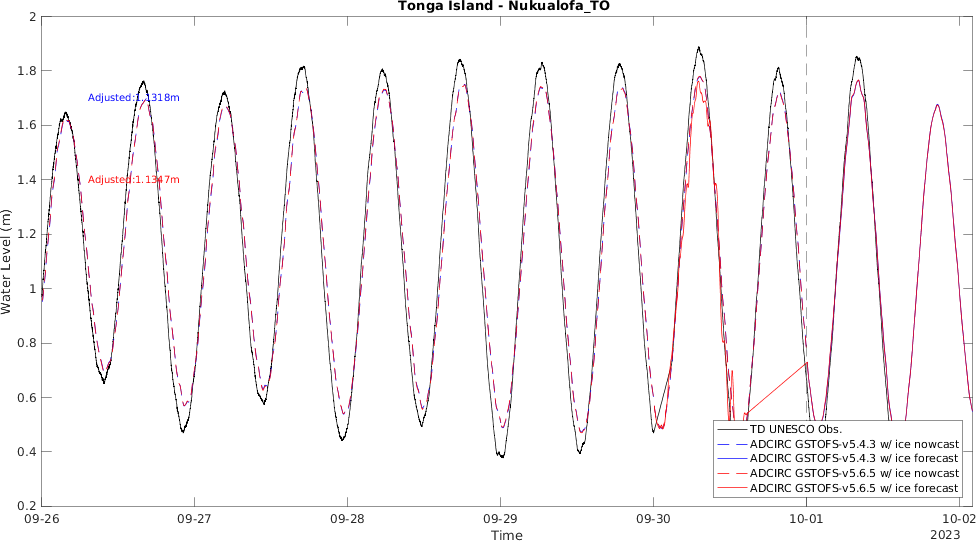 Tonga Island - Nukualofa_TO
2
1.8
1.6
1.4
1.2
1
0.8
0.6
0.4
0.2
Water Level (m)
Adjusted:1.1318m
Adjusted:1.1347m
TD UNESCO Obs.
ADCIRC GSTOFS-v5.4.3 w/ ice nowcast
ADCIRC GSTOFS-v5.4.3 w/ ice forecast
ADCIRC GSTOFS-v5.6.5 w/ ice nowcast
ADCIRC GSTOFS-v5.6.5 w/ ice forecast
09-26 09-27 09-28 09-29 09-30 10-01 10-02
Time
2023